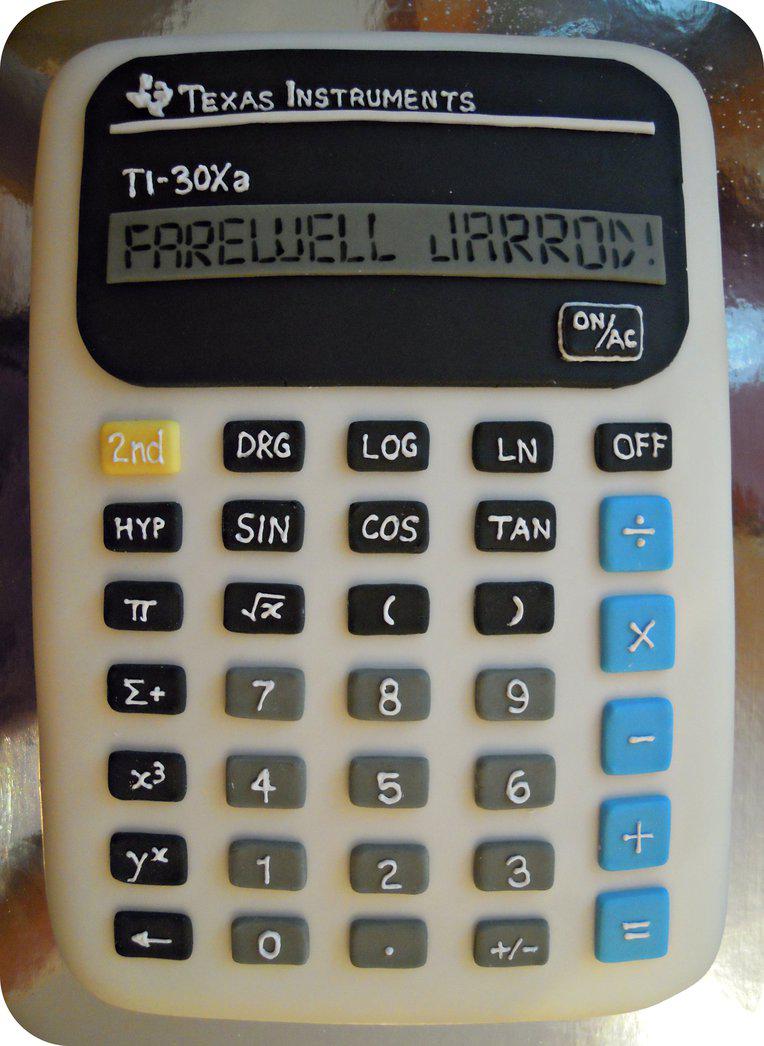 TEXAS INSTRUMENTS
TI-30Xa
FAREWELL JARROD!
ON/AC
2nd DRG LOG LN OFF
HYP SIN COS TAN ÷
π √x ( ) X
Σ+ 7 8 9 -
x³ 4 5 6 +
yˣ 1 2 3 =
← 0 . +/-